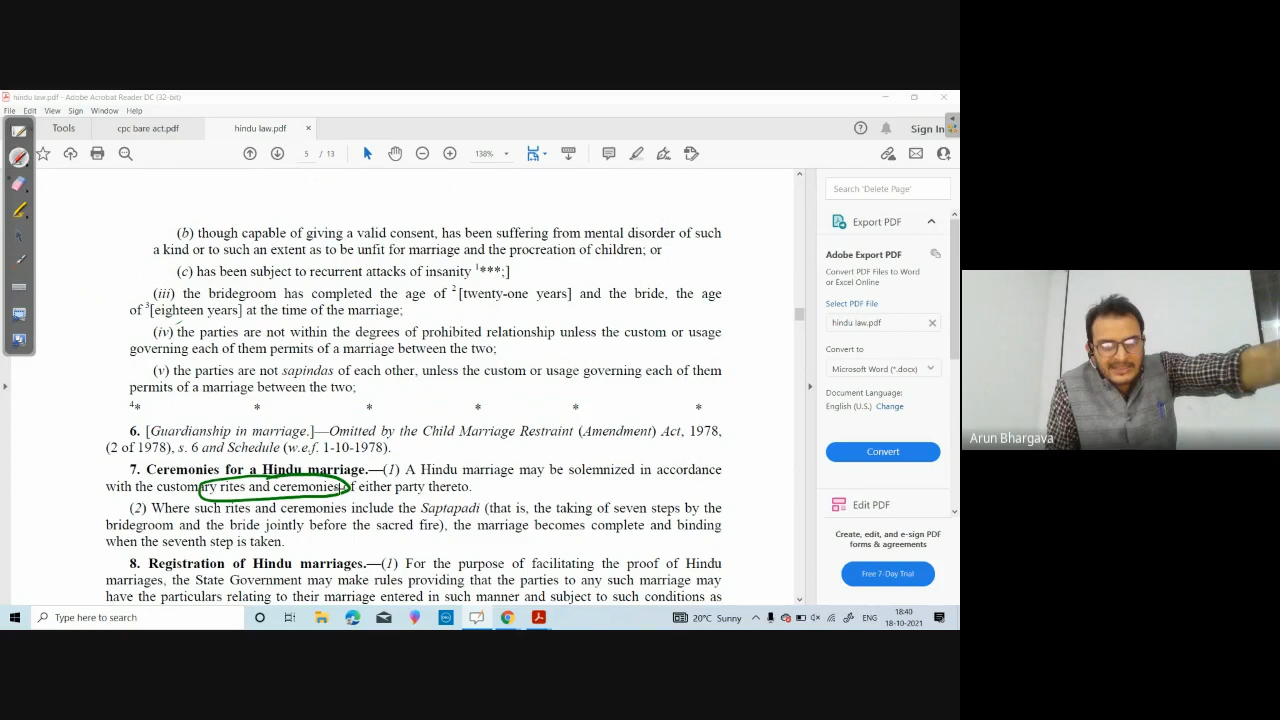 hindu law.pdf - Adobe Acrobat Reader DC (32-bit)
File Edit View Sign Window Help
Tools cpc bare act.pdf hindu law.pdf × Sign In
5 / 13 138%
(b) though capable of giving a valid consent, has been suffering from mental disorder of such
a kind or to such an extent as to be unfit for marriage and the procreation of children; or
(c) has been subject to recurrent attacks of insanity 1***;]
(iii) the bridegroom has completed the age of 2[twenty-one years] and the bride, the age
of 3[eighteen years] at the time of the marriage;
(iv) the parties are not within the degrees of prohibited relationship unless the custom or usage
governing each of them permits of a marriage between the two;
(v) the parties are not sapindas of each other, unless the custom or usage governing each of them
permits of a marriage between the two;
4* * * * * *
6. [Guardianship in marriage.]—Omitted by the Child Marriage Restraint (Amendment) Act, 1978,
(2 of 1978), s. 6 and Schedule (w.e.f. 1-10-1978).
7. Ceremonies for a Hindu marriage.—(1) A Hindu marriage may be solemnized in accordance
with the customary rites and ceremonies of either party thereto.
(2) Where such rites and ceremonies include the Saptapadi (that is, the taking of seven steps by the
bridegroom and the bride jointly before the sacred fire), the marriage becomes complete and binding
when the seventh step is taken.
8. Registration of Hindu marriages.—(1) For the purpose of facilitating the proof of Hindu
marriages, the State Government may make rules providing that the parties to any such marriage may
have the particulars relating to their marriage entered in such manner and subject to such conditions as
Search 'Delete Page'
Export PDF
Adobe Export PDF
Convert PDF Files to Word
or Excel Online
Select PDF File
hindu law.pdf
Convert to
Microsoft Word (*.docx)
Document Language:
English (U.S.) Change
Convert
Edit PDF
Create, edit, and e-sign PDF
forms & agreements
Free 7-Day Trial
Arun Bhargava
Type here to search
20°C Sunny
ENG
18:40
18-10-2021